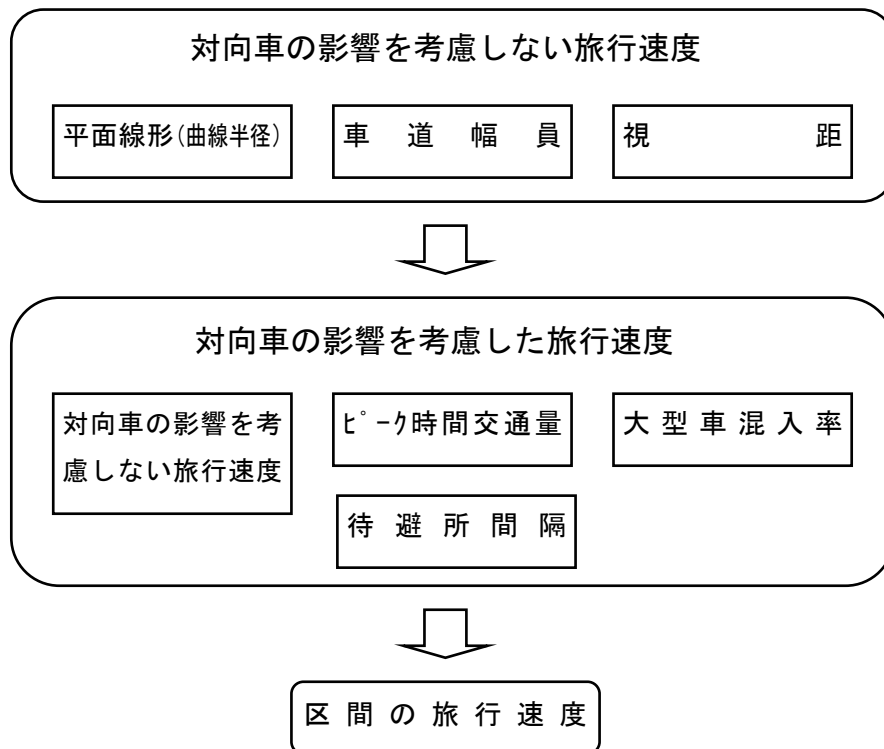 対向車の影響を考慮しない旅行速度
平面線形(曲線半径)
車道幅員
視距
対向車の影響を考慮した旅行速度
対向車の影響を考
慮しない旅行速度
ﾋﾟｰｸ時間交通量
大型車混入率
待避所間隔
区間の旅行速度